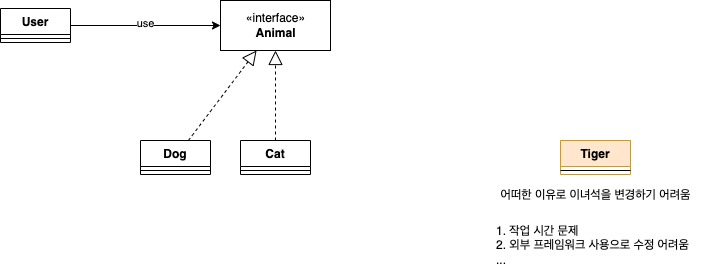 User
use
«interface»
Animal
Dog
Cat
Tiger
어떠한 이유로 이녀석을 변경하기 어려움
1. 작업 시간 문제
2. 외부 프레임워크 사용으로 수정 어려움
...